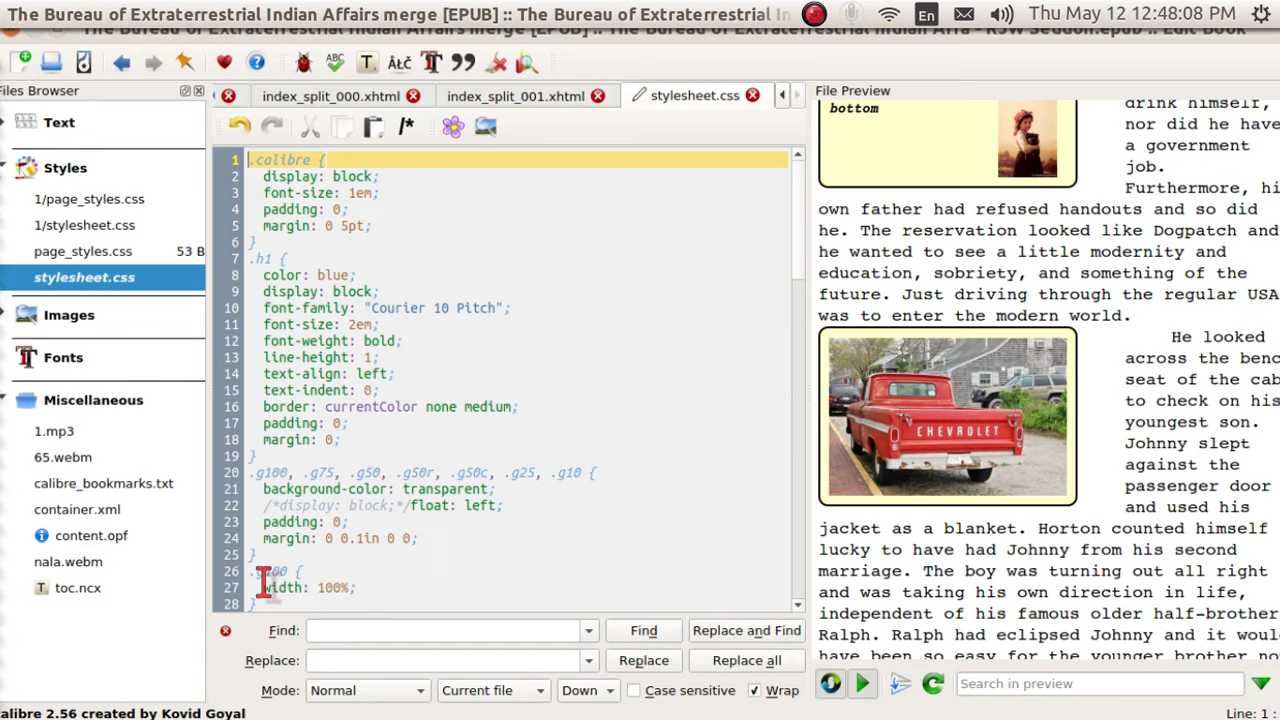 The Bureau of Extraterrestrial Indian Affairs merge [EPUB] :: The Bureau of Extraterrestrial In
En
Thu May 12 12:48:08 PM
Files Browser
Text
Styles
1/page_styles.css
1/stylesheet.css
page_styles.css 53 B
stylesheet.css
Images
Fonts
Miscellaneous
1.mp3
65.webm
calibre_bookmarks.txt
container.xml
content.opf
nala.webm
toc.ncx
index_split_000.xhtml
index_split_001.xhtml
stylesheet.css
/*
1 .calibre {
2 display: block;
3 font-size: 1em;
4 padding: 0;
5 margin: 0 5pt;
6 }
7 .h1 {
8 color: blue;
9 display: block;
10 font-family: "Courier 10 Pitch";
11 font-size: 2em;
12 font-weight: bold;
13 line-height: 1;
14 text-align: left;
15 text-indent: 0;
16 border: currentColor none medium;
17 padding: 0;
18 margin: 0;
19 }
20 .g100, .g75, .g50, .g50r, .g50c, .g25, .g10 {
21 background-color: transparent;
22 /*display: block;*/float: left;
23 padding: 0;
24 margin: 0 0.1in 0 0;
25 }
26 .g100 {
27 width: 100%;
28 }
Find:
Find
Replace and Find
Replace:
Replace
Replace all
Mode:
Normal
Current file
Down
Case sensitive
Wrap
File Preview
bottom
drink himself,
nor did he have
a government
job.
Furthermore, hi
own father had refused handouts and so did
he. The reservation looked like Dogpatch and
he wanted to see a little modernity and
education, sobriety, and something of the
future. Just driving through the regular USA
was to enter the modern world.
CHEVROLET
He looked
across the benc
seat of the cab
to check on his
youngest son.
Johnny slept
against the
passenger door
and used his
jacket as a blanket. Horton counted himself
lucky to have had Johnny from his second
marriage. The boy was turning out all right
and was taking his own direction in life,
independent of his famous older half-brother
Ralph. Ralph had eclipsed Johnny and it woul
have been so easy for the younger brother no
Search in preview
calibre 2.56 created by Kovid Goyal
Line: 1 :